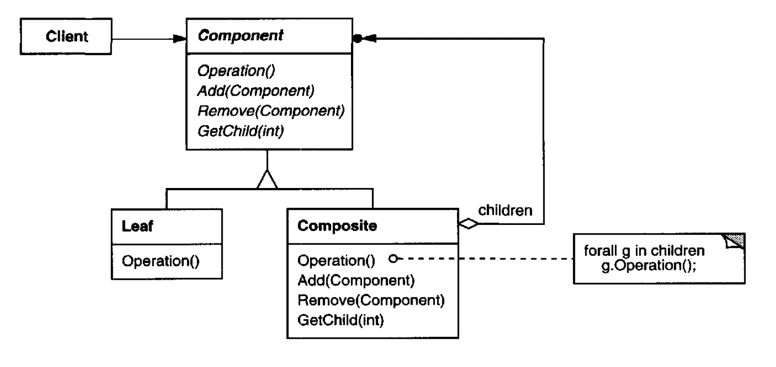 Client
Component
Operation()
Add(Component)
Remove(Component)
GetChild(int)
children
Leaf
Operation()
Composite
Operation()
Add(Component)
Remove(Component)
GetChild(int)
forall g in children
g.Operation();